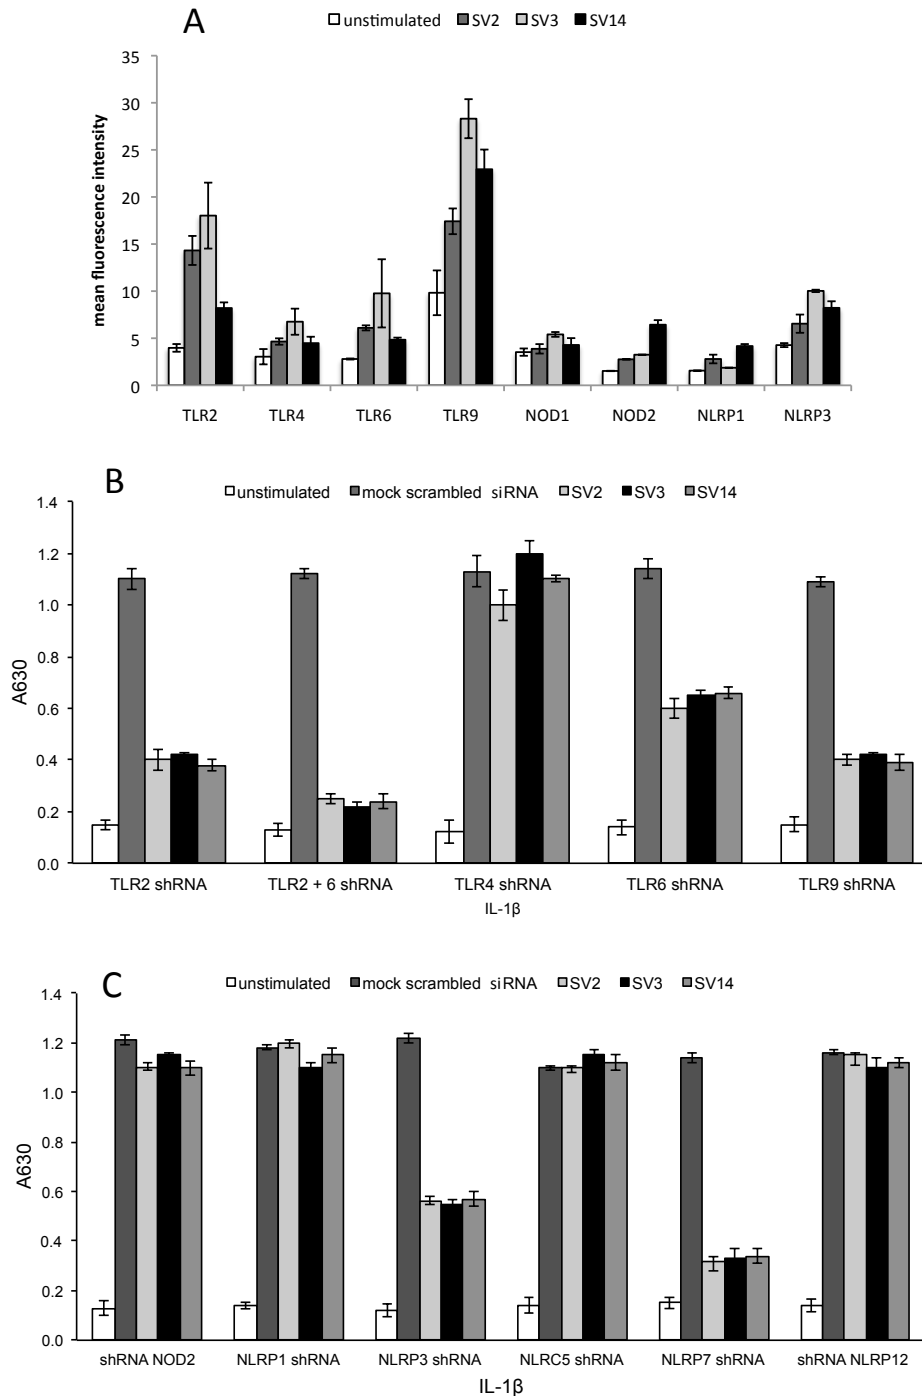 A
unstimulated SV2 SV3 SV14
35
30
25
20
15
10
5
0
mean fluorescence intensity
TLR2 TLR4 TLR6 TLR9 NOD1 NOD2 NLRP1 NLRP3
B
unstimulated mock scrambled siRNA SV2 SV3 SV14
1.4
1.2
1.0
0.8
0.6
0.4
0.2
0.0
A630
TLR2 shRNA TLR2 + 6 shRNA TLR4 shRNA TLR6 shRNA TLR9 shRNA
IL-1β
C
unstimulated mock scrambled siRNA SV2 SV3 SV14
1.4
1.2
1.0
0.8
0.6
0.4
0.2
0.0
A630
shRNA NOD2 NLRP1 shRNA NLRP3 shRNA NLRC5 shRNA NLRP7 shRNA shRNA NLRP12
IL-1β